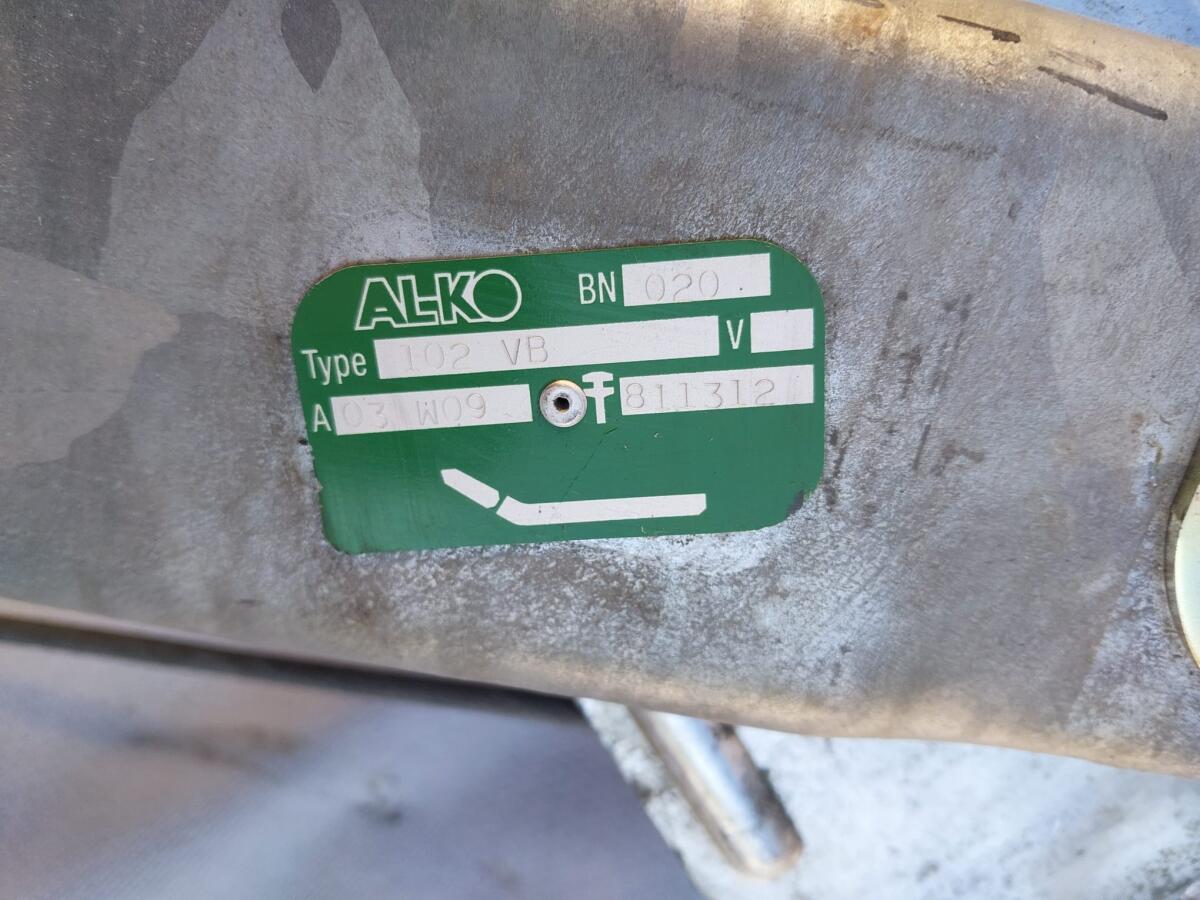 AL-KO BN 020
Type 102 VB V
A 03 W09 811312